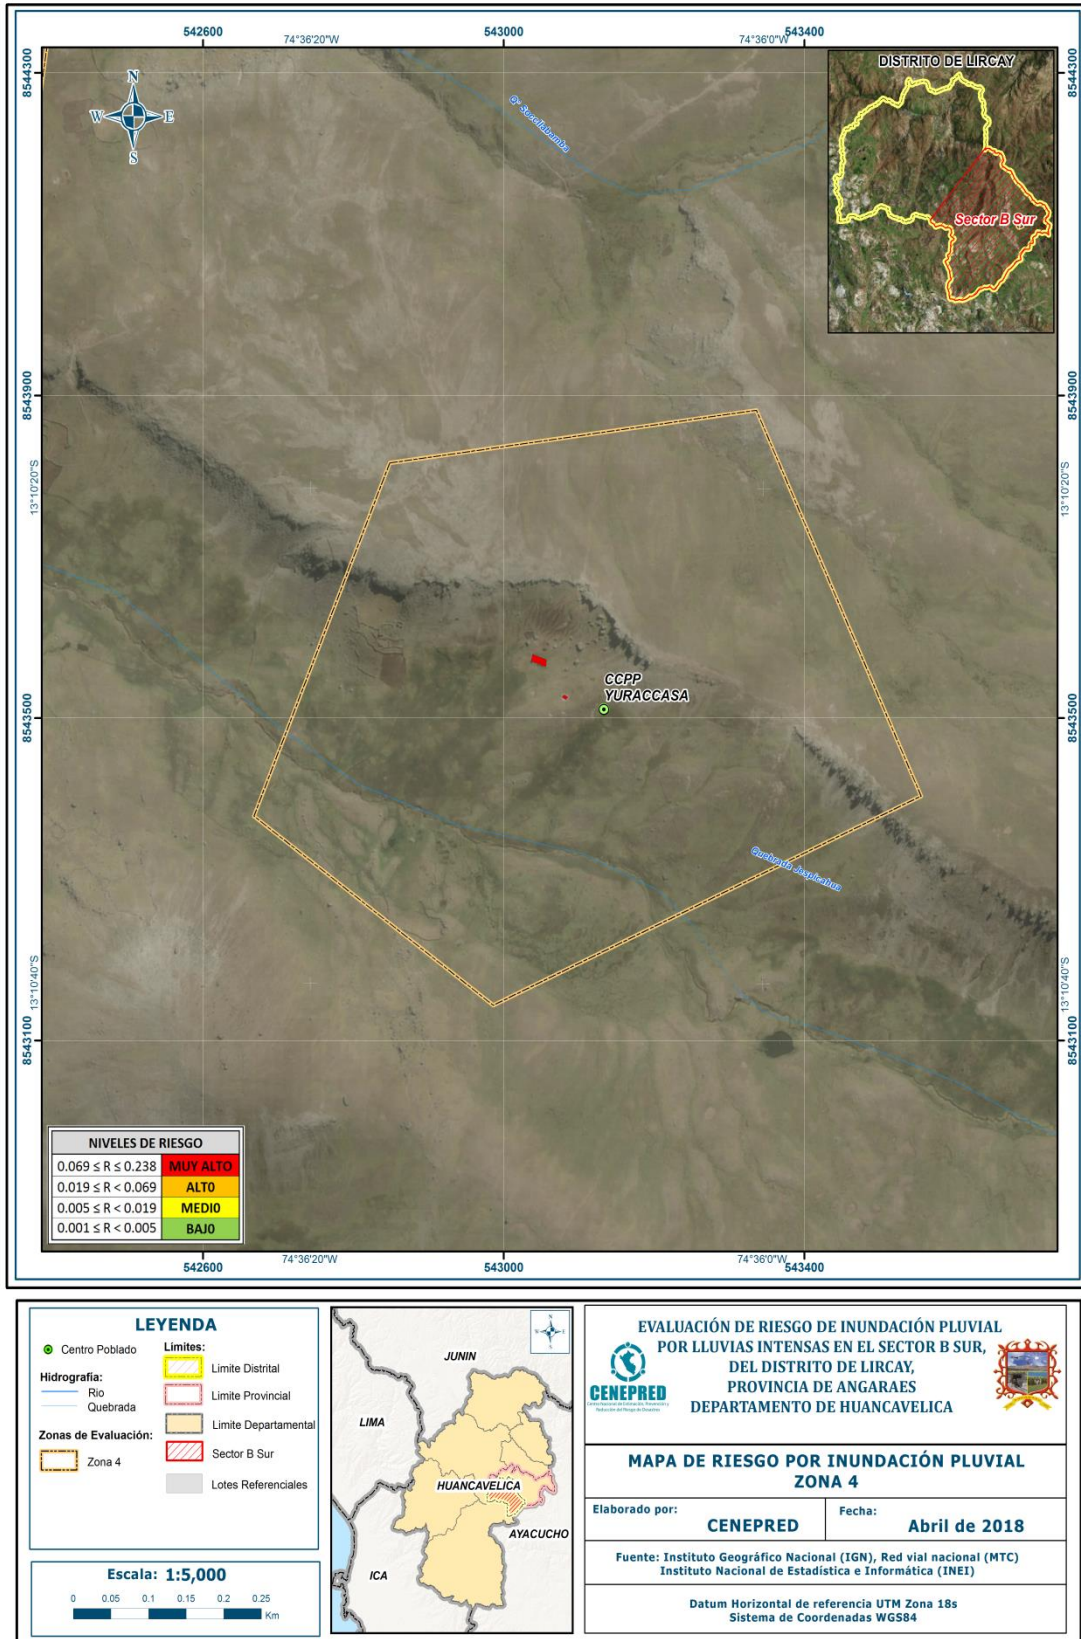 542600
543000
543400
74°36'20"W
74°36'0"W
8544300
8543900
8543500
8543100
13°10'20"S
13°10'40"S
8544300
8543900
8543500
8543100
13°10'20"S
13°10'40"S
N
W
E
S
DISTRITO DE LIRCAY
Sector B Sur
CCPP
YURACCASA
NIVELES DE RIESGO
0.069 ≤ R ≤ 0.238 MUY ALTO
0.019 ≤ R < 0.069 ALT0
0.005 ≤ R < 0.019 MEDI0
0.001 ≤ R < 0.005 BAJ0
542600
543000
543400
74°36'20"W
74°36'0"W
LEYENDA
Centro Poblado
Hidrografía:
Rio
Quebrada
Zonas de Evaluación:
Zona 4
Limites:
Limite Distrital
Limite Provincial
Limite Departamental
Sector B Sur
Lotes Referenciales
Escala: 1:5,000
0 0.05 0.1 0.15 0.2 0.25
Km
JUNIN
LIMA
HUANCAVELICA
AYACUCHO
ICA
CENEPRED
EVALUACIÓN DE RIESGO DE INUNDACIÓN PLUVIAL
POR LLUVIAS INTENSAS EN EL SECTOR B SUR,
DEL DISTRITO DE LIRCAY,
PROVINCIA DE ANGARAES
DEPARTAMENTO DE HUANCAVELICA
MAPA DE RIESGO POR INUNDACIÓN PLUVIAL
ZONA 4
Elaborado por:
CENEPRED
Fecha:
Abril de 2018
Fuente: Instituto Geográfico Nacional (IGN), Red vial nacional (MTC)
Instituto Nacional de Estadística e Informática (INEI)
Datum Horizontal de referencia UTM Zona 18s
Sistema de Coordenadas WGS84